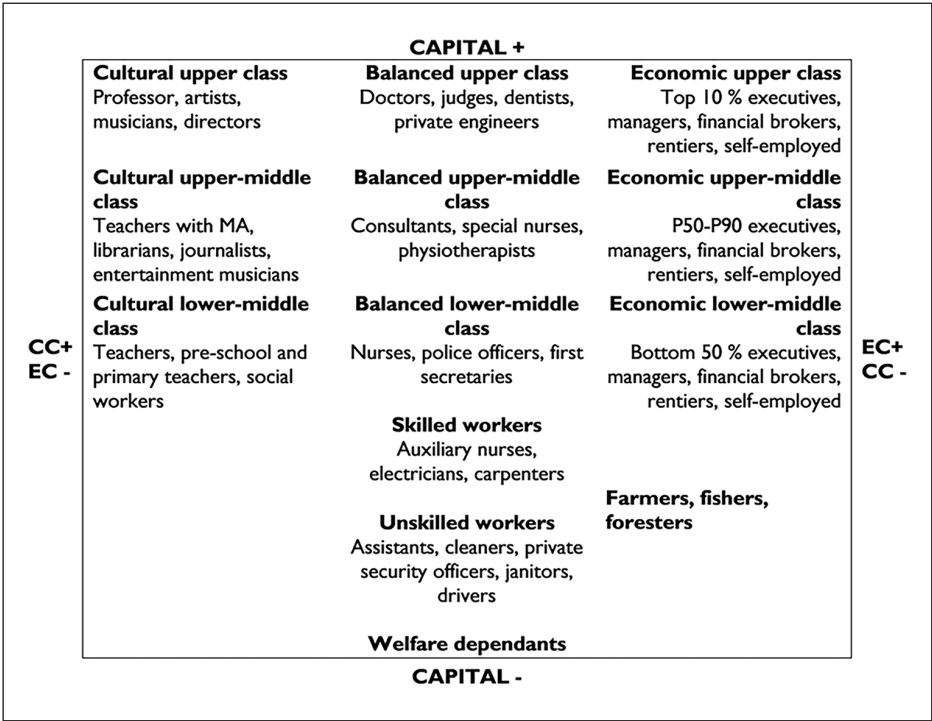 CAPITAL +
Cultural upper class
Professor, artists,
musicians, directors
Balanced upper class
Doctors, judges, dentists,
private engineers
Economic upper class
Top 10 % executives,
managers, financial brokers,
rentiers, self-employed
Cultural upper-middle
class
Teachers with MA,
librarians, journalists,
entertainment musicians
Balanced upper-middle
class
Consultants, special nurses,
physiotherapists
Economic upper-middle
class
P50-P90 executives,
managers, financial brokers,
rentiers, self-employed
CC+
EC -
Cultural lower-middle
class
Teachers, pre-school and
primary teachers, social
workers
Balanced lower-middle
class
Nurses, police officers, first
secretaries
Economic lower-middle
class
Bottom 50 % executives,
managers, financial brokers,
rentiers, self-employed
EC+
CC -
Skilled workers
Auxiliary nurses,
electricians, carpenters
Farmers, fishers,
foresters
Unskilled workers
Assistants, cleaners, private
security officers, janitors,
drivers
Welfare dependants
CAPITAL -